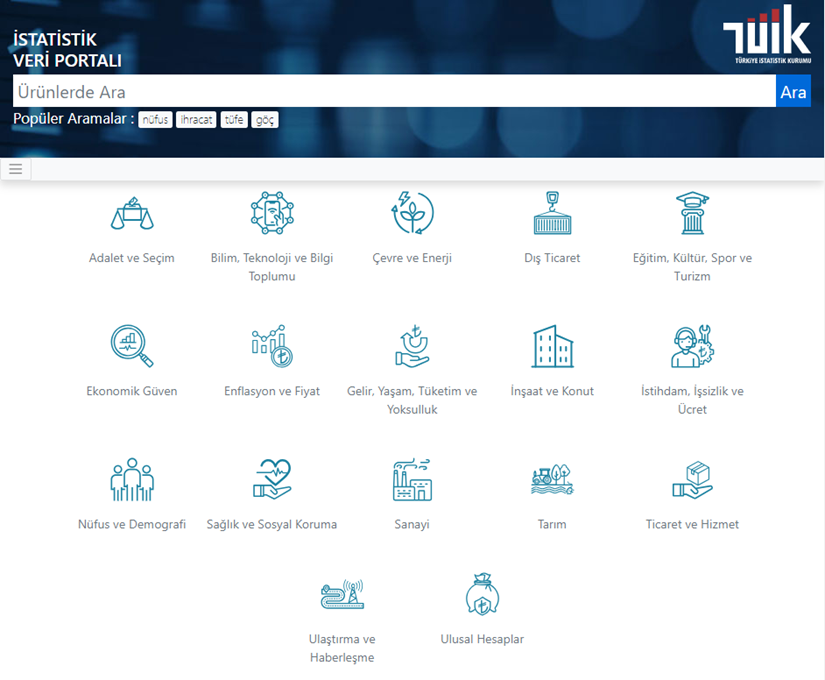 İSTATİSTİK
VERİ PORTALI
TÜİK
TÜRKİYE İSTATİSTİK KURUMU
Ürünlerde Ara
Ara
Popüler Aramalar : nüfus ihracat tüfe göç
Adalet ve Seçim
Bilim, Teknoloji ve Bilgi
Toplumu
Çevre ve Enerji
Dış Ticaret
Eğitim, Kültür, Spor ve
Turizm
Ekonomik Güven
Enflasyon ve Fiyat
Gelir, Yaşam, Tüketim ve
Yoksulluk
İnşaat ve Konut
İstihdam, İşsizlik ve
Ücret
Nüfus ve Demografi
Sağlık ve Sosyal Koruma
Sanayi
Tarım
Ticaret ve Hizmet
Ulaştırma ve
Haberleşme
Ulusal Hesaplar